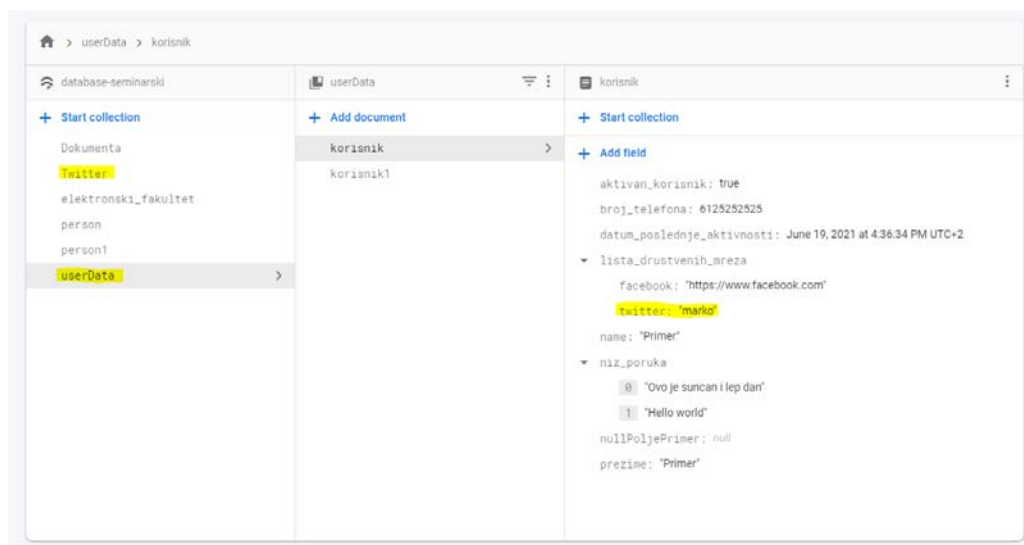 userData > korisnik
database-seminarski
Start collection
Dokumenta
Twitter
elektronski_fakultet
person
person1
userData
userData
Add document
korisnik
korisnik1
korisnik
Start collection
Add field
aktivan_korisnik: true
broj_telefona: 6125252525
datum_poslednje_aktivnosti: June 19, 2021 at 4:36:34 PM UTC+2
lista_drustvenih_mreza
facebook: "https://www.facebook.com"
twitter: "marko"
name: "Primer"
niz_poruka
0 "Ovo je suncan i lep dan"
1 "Hello world"
nullPoljePrimer: null
prezime: "Primer"